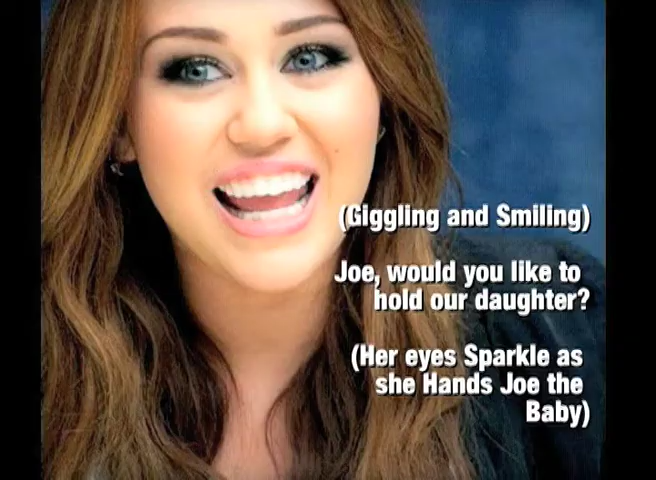 (Giggling and Smiling)
Joe, would you like to
hold our daughter?
(Her eyes Sparkle as
she Hands Joe the
Baby)